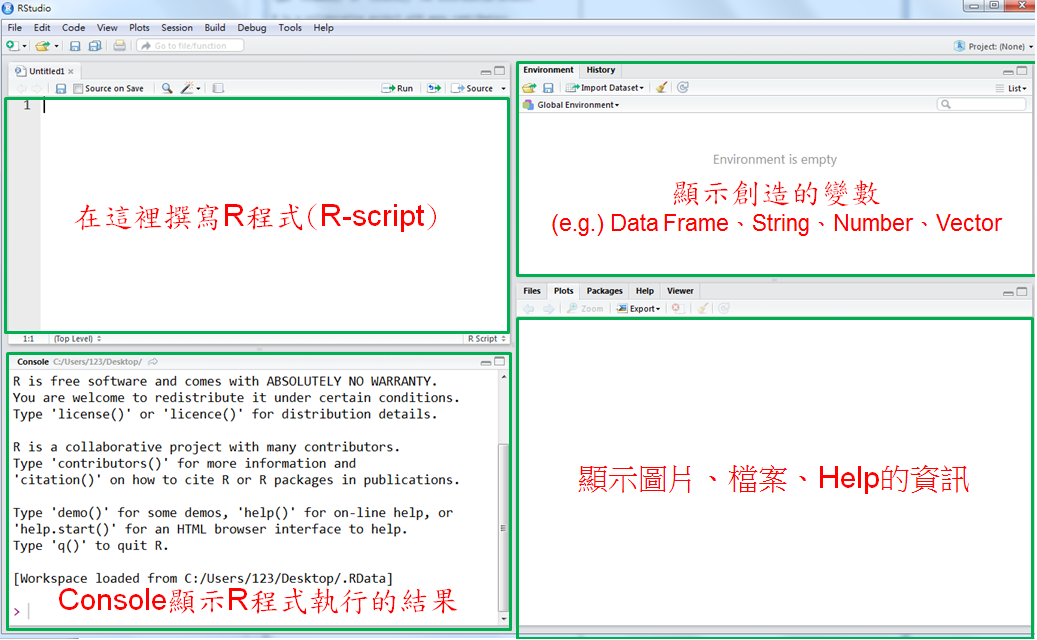 RStudio
File Edit Code View Plots Session Build Debug Tools Help
Go to file/function
Project: (None)
Untitled1
Source on Save
Run
Source
1
在這裡撰寫R程式(R-script)
1:1 (Top Level)
R Script
Console C:/Users/123/Desktop/
R is free software and comes with ABSOLUTELY NO WARRANTY.
You are welcome to redistribute it under certain conditions.
Type 'license()' or 'licence()' for distribution details.
R is a collaborative project with many contributors.
Type 'contributors()' for more information and
'citation()' on how to cite R or R packages in publications.
Type 'demo()' for some demos, 'help()' for on-line help, or
'help.start()' for an HTML browser interface to help.
Type 'q()' to quit R.
[Workspace loaded from C:/Users/123/Desktop/.RData]
>
Console顯示R程式執行的結果
Environment History
Import Dataset
List
Global Environment
Environment is empty
顯示創造的變數
(e.g.) Data Frame、String、Number、Vector
Files Plots Packages Help Viewer
Zoom Export
顯示圖片、檔案、Help的資訊